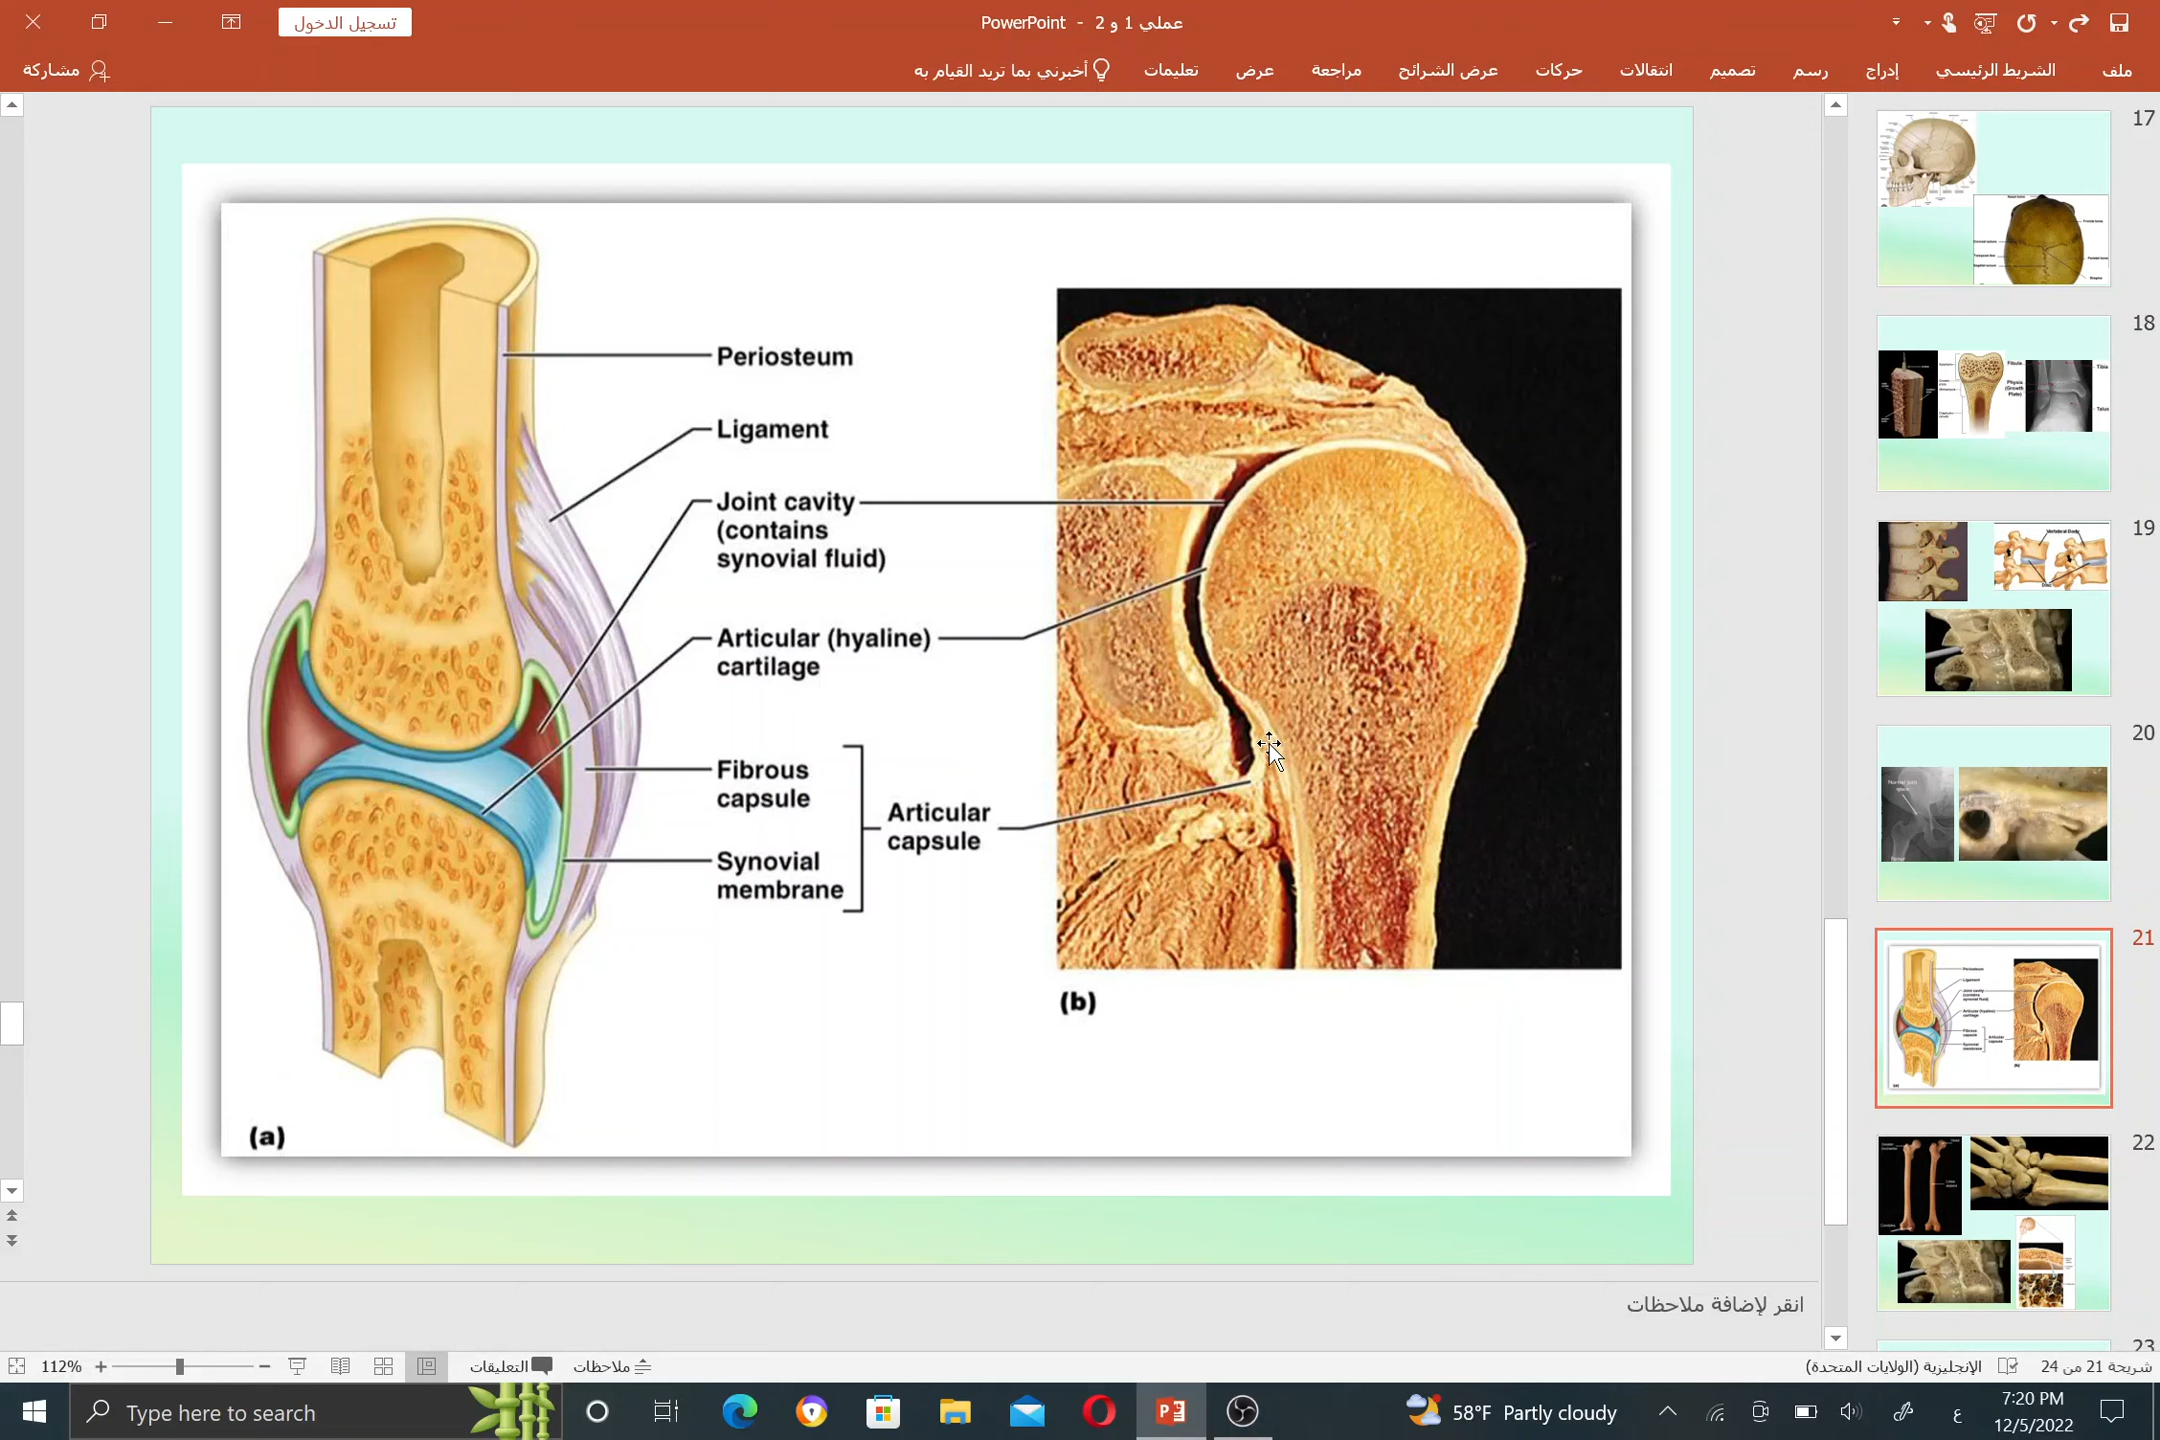 تسجيل الدخول
عملي 1 و 2 - PowerPoint
ملف
الشريط الرئيسي
إدراج
رسم
تصميم
انتقالات
حركات
عرض الشرائح
مراجعة
عرض
تعليمات
أخبرني بما تريد القيام به
مشاركة
Periosteum
Ligament
Joint cavity
(contains
synovial fluid)
Articular (hyaline)
cartilage
Fibrous
capsule
Synovial
membrane
Articular
capsule
(a)
(b)
17
18
19
20
21
22
23
انقر لإضافة ملاحظات
شريحة 21 من 24
الإنجليزية (الولايات المتحدة)
ملاحظات
التعليقات
112%
Type here to search
58°F Partly cloudy
ع
7:20 PM
12/5/2022